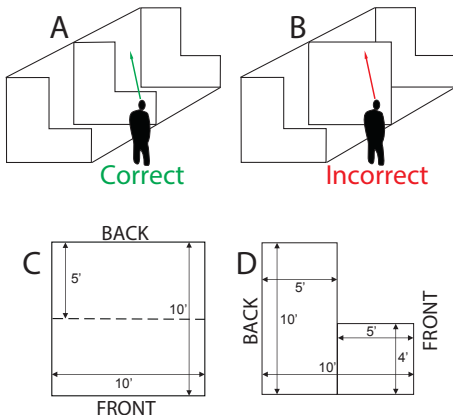 A
B
Correct
Incorrect
C
BACK
5'
10'
10'
FRONT
D
BACK
5'
10'
10'
5'
4'
FRONT